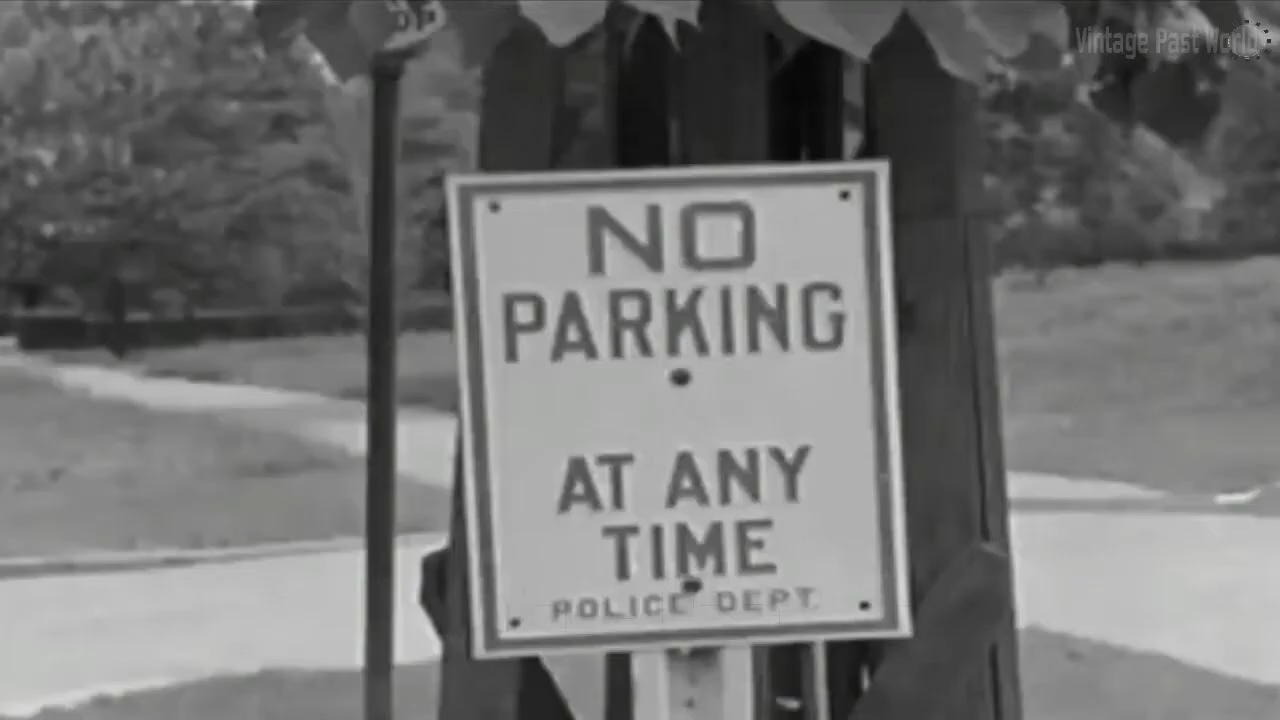 Vintage Past World
NO
PARKING
AT ANY
TIME
POLICE DEPT.